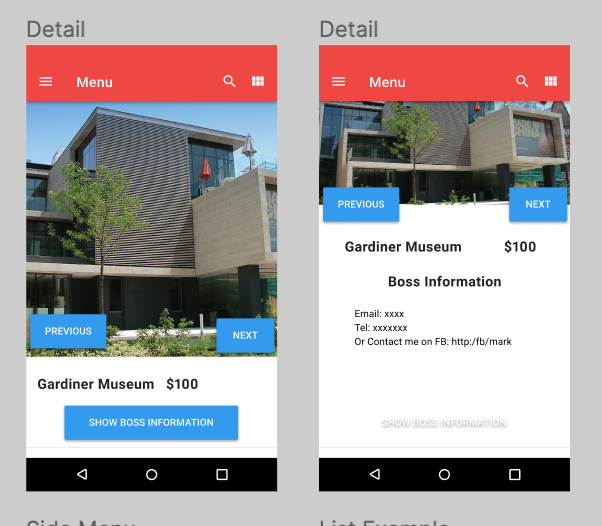 Detail
Menu
PREVIOUS
NEXT
Gardiner Museum $100
SHOW BOSS INFORMATION
Detail
Menu
PREVIOUS
NEXT
Gardiner Museum $100
Boss Information
Email: xxxx
Tel: xxxxxxx
Or Contact me on FB: http:/fb/mark
SHOW BOSS INFORMATION
Side Menu
List Example